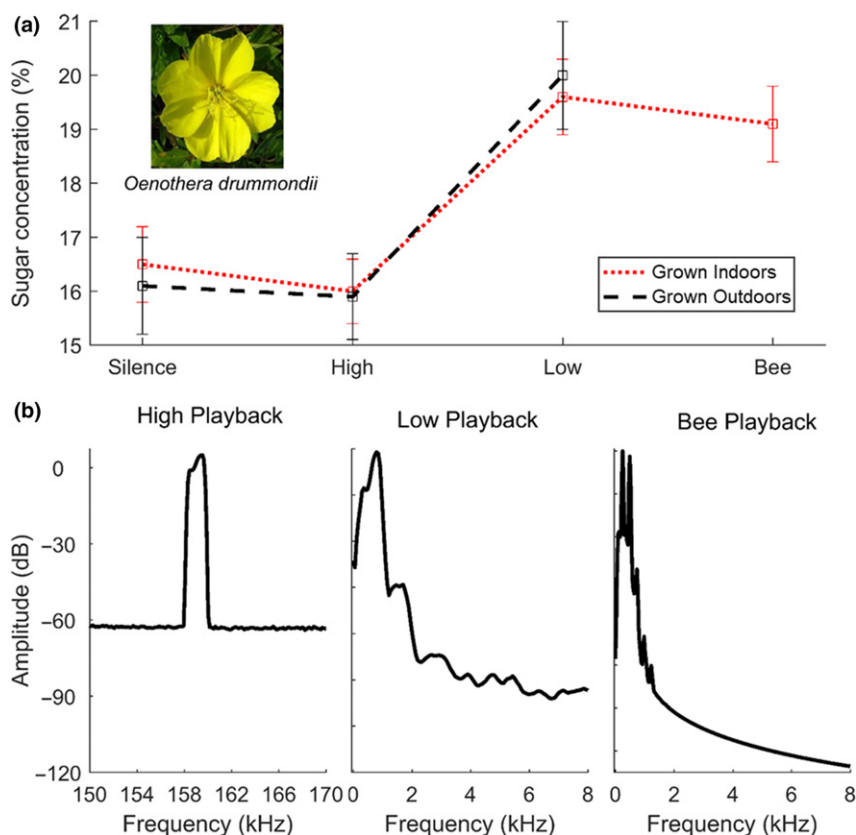 (a)
21
20
19
18
17
16
15
Sugar concentration (%)
Oenothera drummondii
Grown Indoors
Grown Outdoors
Silence High Low Bee
(b)
High Playback Low Playback Bee Playback
0
−30
−60
−90
−120
Amplitude (dB)
150 154 158 162 166 170 0 2 4 6 8 0 2 4 6 8
Frequency (kHz) Frequency (kHz) Frequency (kHz)